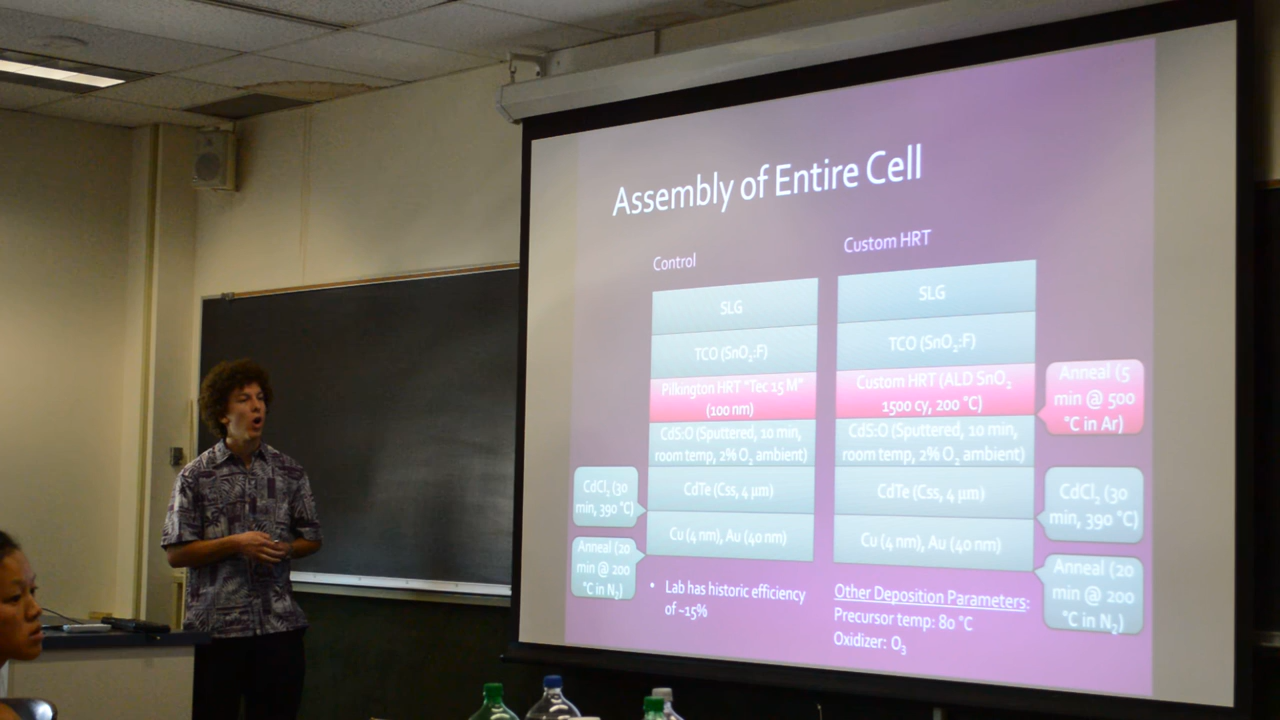 Assembly of Entire Cell
Control
SLG
TCO (SnO₂:F)
Pilkington HRT "Tec 15 M"
(100 nm)
CdS:O (Sputtered, 10 min,
room temp, 2% O₂ ambient)
CdTe (Css, 4 µm)
Cu (4 nm), Au (40 nm)
CdCl₂ (30
min, 390 °C)
Anneal (20
min @ 200
°C in N₂)
• Lab has historic efficiency
of ~15%
Custom HRT
SLG
TCO (SnO₂:F)
Custom HRT (ALD SnO₂
1500 cy, 200 °C)
CdS:O (Sputtered, 10 min,
room temp, 2% O₂ ambient)
CdTe (Css, 4 µm)
Cu (4 nm), Au (40 nm)
Anneal (5
min @ 500
°C in Ar)
CdCl₂ (30
min, 390 °C)
Anneal (20
min @ 200
°C in N₂)
Other Deposition Parameters:
Precursor temp: 80 °C
Oxidizer: O₃